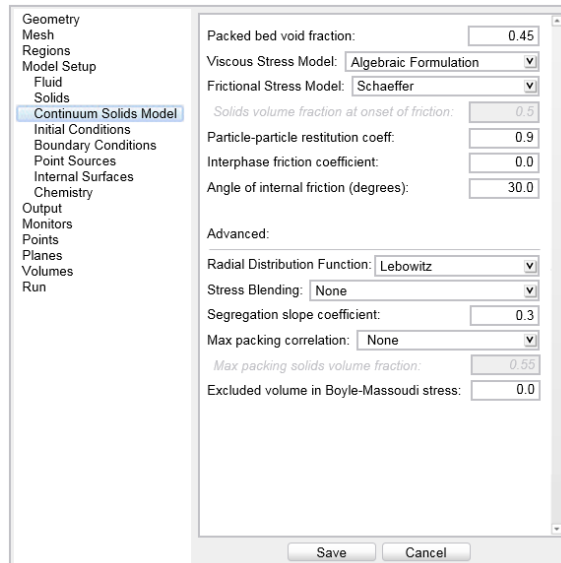 Geometry
Mesh
Regions
Model Setup
Fluid
Solids
Continuum Solids Model
Initial Conditions
Boundary Conditions
Point Sources
Internal Surfaces
Chemistry
Output
Monitors
Points
Planes
Volumes
Run
Packed bed void fraction: 0.45
Viscous Stress Model: Algebraic Formulation
Frictional Stress Model: Schaeffer
Solids volume fraction at onset of friction: 0.5
Particle-particle restitution coeff: 0.9
Interphase friction coefficient: 0.0
Angle of internal friction (degrees): 30.0
Advanced:
Radial Distribution Function: Lebowitz
Stress Blending: None
Segregation slope coefficient: 0.3
Max packing correlation: None
Max packing solids volume fraction: 0.55
Excluded volume in Boyle-Massoudi stress: 0.0
Save Cancel